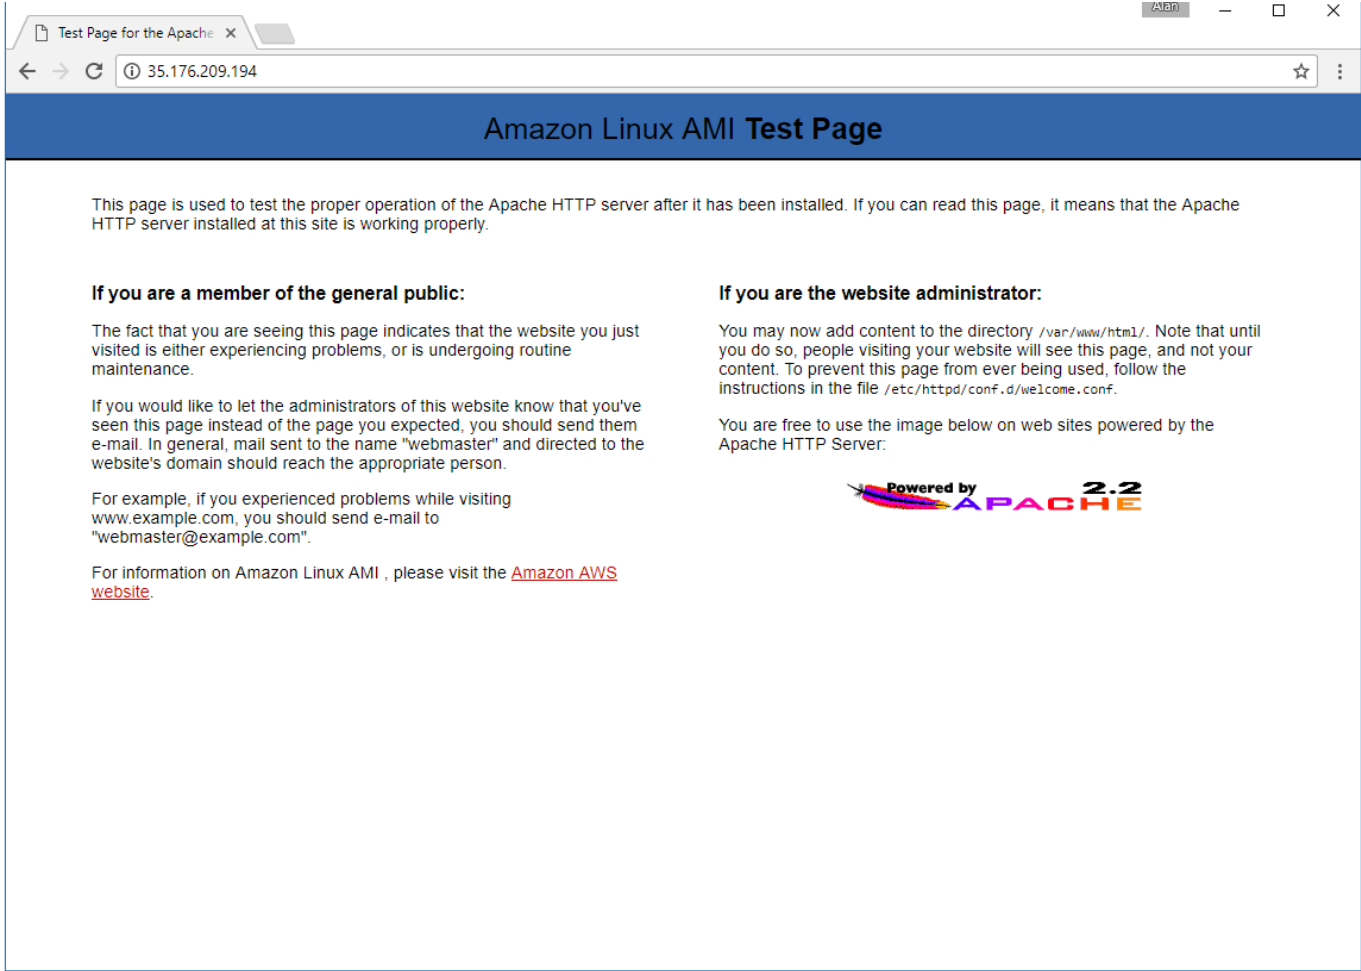 Alan
Test Page for the Apache
35.176.209.194
Amazon Linux AMI Test Page
This page is used to test the proper operation of the Apache HTTP server after it has been installed. If you can read this page, it means that the Apache
HTTP server installed at this site is working properly.
If you are a member of the general public:
The fact that you are seeing this page indicates that the website you just
visited is either experiencing problems, or is undergoing routine
maintenance.
If you would like to let the administrators of this website know that you've
seen this page instead of the page you expected, you should send them
e-mail. In general, mail sent to the name "webmaster" and directed to the
website's domain should reach the appropriate person.
For example, if you experienced problems while visiting
www.example.com, you should send e-mail to
"webmaster@example.com".
For information on Amazon Linux AMI , please visit the Amazon AWS
website.
If you are the website administrator:
You may now add content to the directory /var/www/html/. Note that until
you do so, people visiting your website will see this page, and not your
content. To prevent this page from ever being used, follow the
instructions in the file /etc/httpd/conf.d/welcome.conf.
You are free to use the image below on web sites powered by the
Apache HTTP Server:
Powered by 2.2
APACHE